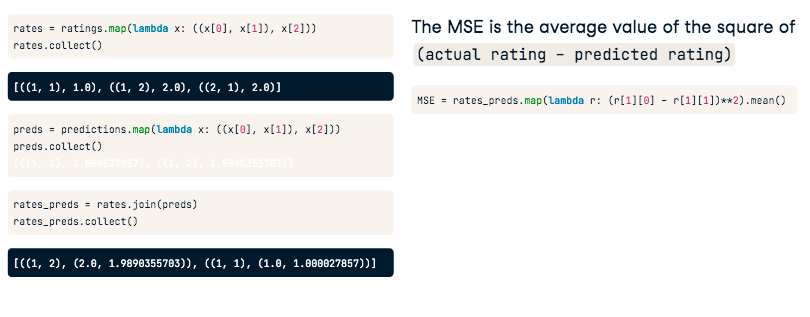 rates = ratings.map(lambda x: ((x[0], x[1]), x[2]))
rates.collect()
[((1, 1), 1.0), ((1, 2), 2.0), ((2, 1), 2.0)]
preds = predictions.map(lambda x: ((x[0], x[1]), x[2]))
preds.collect()
[((1, 1), 1.000027857), ((1, 2), 1.9890355703)]
rates_preds = rates.join(preds)
rates_preds.collect()
[((1, 2), (2.0, 1.9890355703)), ((1, 1), (1.0, 1.000027857))]
The MSE is the average value of the square of
(actual rating - predicted rating)
MSE = rates_preds.map(lambda r: (r[1][0] - r[1][1])**2).mean()